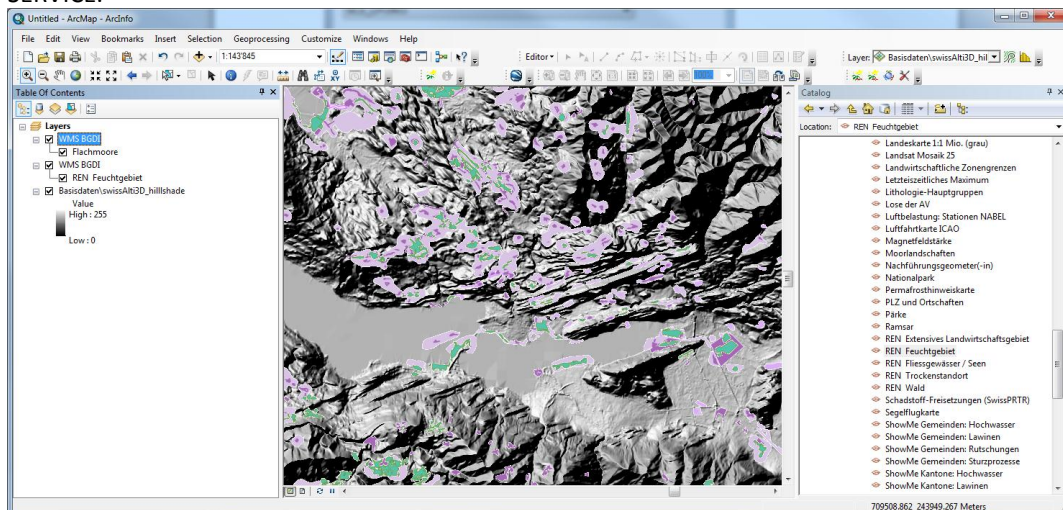 SERVICE.
Untitled - ArcMap - ArcInfo
File Edit View Bookmarks Insert Selection Geoprocessing Customize Windows Help
1:143'845
Editor
Layer: Basisdaten\swissAlti3D_hil
Table Of Contents
Layers
WMS BGDI
Flachmoore
WMS BGDI
REN Feuchtgebiet
Basisdaten\swissAlti3D_hilllshade
Value
High : 255
Low : 0
Catalog
Location: REN Feuchtgebiet
Landeskarte 1:1 Mio. (grau)
Landsat Mosaik 25
Landwirtschaftliche Zonengrenzen
Letzteiszeitliches Maximum
Lithologie-Hauptgruppen
Lose der AV
Luftbelastung: Stationen NABEL
Luftfahrtkarte ICAO
Magnetfeldstärke
Moorlandschaften
Nachführungsgeometer(-in)
Nationalpark
Permafrosthinweiskarte
PLZ und Ortschaften
Pärke
Ramsar
REN Extensives Landwirtschaftsgebiet
REN Feuchtgebiet
REN Fliessgewässer / Seen
REN Trockenstandort
REN Wald
Schadstoff-Freisetzungen (SwissPRTR)
Segelflugkarte
ShowMe Gemeinden: Hochwasser
ShowMe Gemeinden: Lawinen
ShowMe Gemeinden: Rutschungen
ShowMe Gemeinden: Sturzprozesse
ShowMe Kantone: Hochwasser
ShowMe Kantone: Lawinen
709508.862 243949.267 Meters